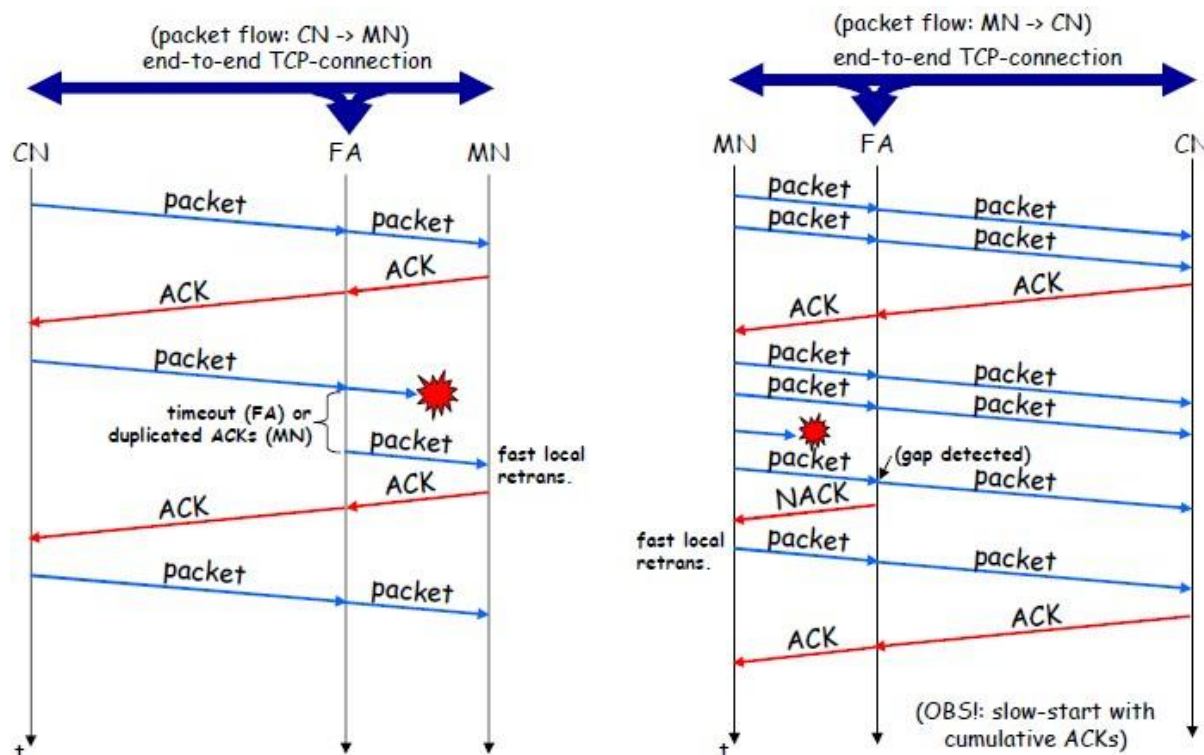 (packet flow: CN -> MN)
end-to-end TCP-connection
CN
FA
MN
packet
packet
ACK
ACK
packet
timeout (FA) or
duplicated ACKs (MN)
packet
fast local
retrans.
ACK
ACK
packet
packet
t
(packet flow: MN -> CN)
end-to-end TCP-connection
MN
FA
CN
packet
packet
packet
packet
ACK
ACK
packet
packet
packet
packet
packet
(gap detected)
packet
NACK
fast local
retrans.
packet
packet
ACK
ACK
(OBS!: slow-start with
cumulative ACKs)
t